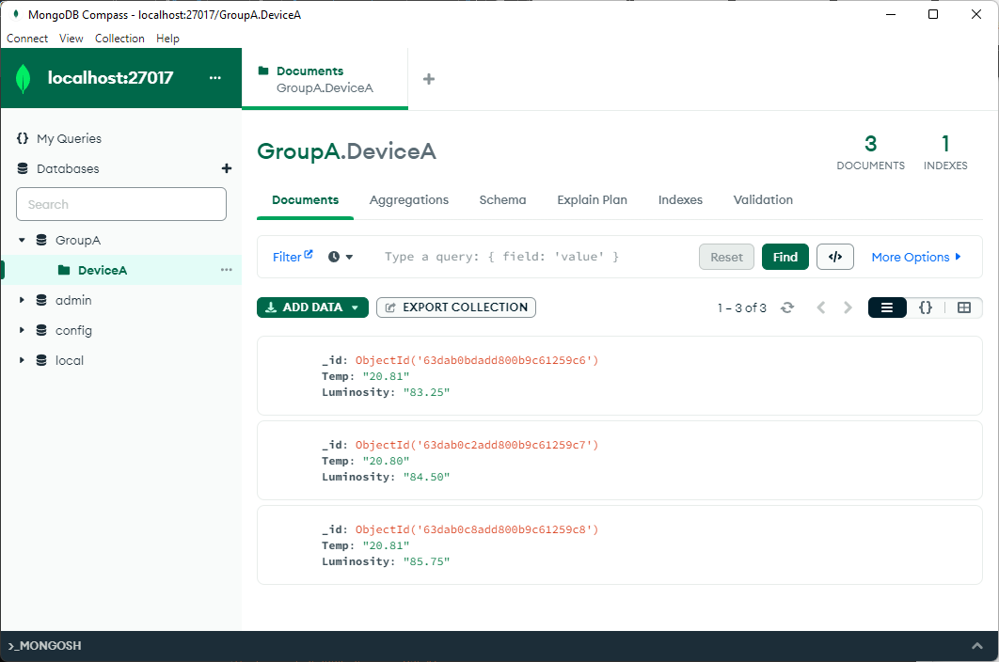 MongoDB Compass - localhost:27017/GroupA.DeviceA
Connect View Collection Help
localhost:27017
Documents
GroupA.DeviceA
My Queries
Databases
Search
GroupA
DeviceA
admin
config
local
GroupA.DeviceA
3
DOCUMENTS
1
INDEXES
Documents Aggregations Schema Explain Plan Indexes Validation
Filter Type a query: { field: 'value' } Reset Find </> More Options
ADD DATA EXPORT COLLECTION 1 – 3 of 3 {}
_id: ObjectId('63dab0bdadd800b9c61259c6')
Temp: "20.81"
Luminosity: "83.25"
_id: ObjectId('63dab0c2add800b9c61259c7')
Temp: "20.80"
Luminosity: "84.50"
_id: ObjectId('63dab0c8add800b9c61259c8')
Temp: "20.81"
Luminosity: "85.75"
>_MONGOSH